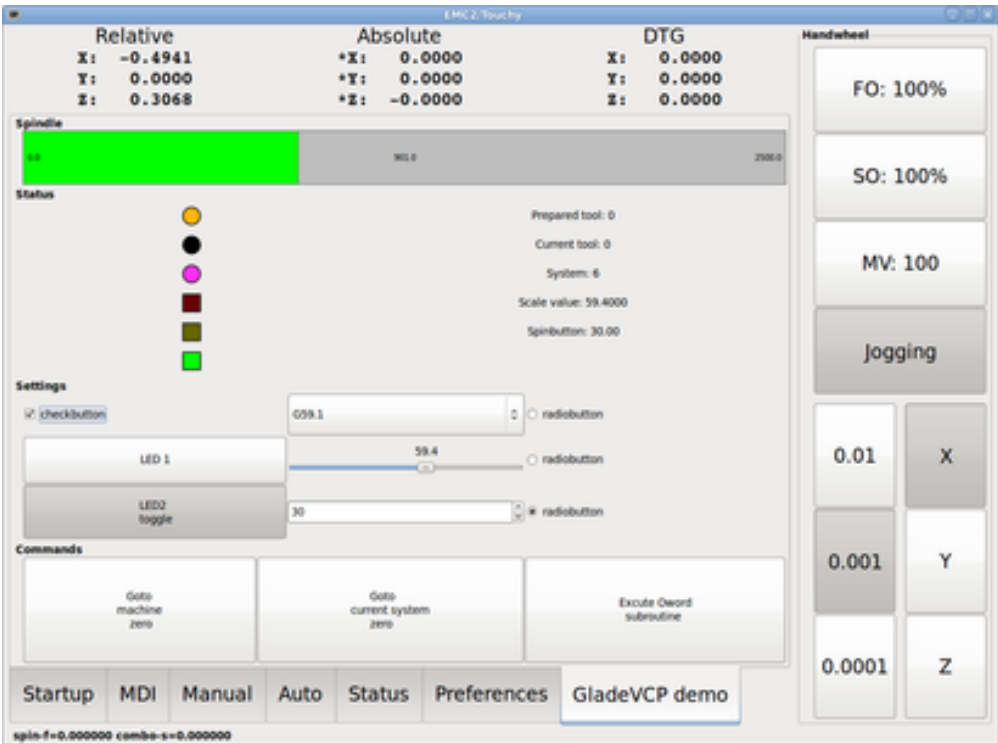 EMC2/Touchy
Relative Absolute DTG
X: -0.4941 *X: 0.0000 X: 0.0000
Y: 0.0000 *Y: 0.0000 Y: 0.0000
Z: 0.3068 *Z: -0.0000 Z: 0.0000
Handwheel
FO: 100%
SO: 100%
MV: 100
Jogging
0.01 X
0.001 Y
0.0001 Z
Spindle
0.0 901.0 2500.0
Status
Prepared tool: 0
Current tool: 0
System: 6
Scale value: 59.4000
Spinbutton: 30.00
Settings
checkbutton G59.1 radiobutton
LED 1 59.4 radiobutton
LED2
toggle
30 radiobutton
Commands
Goto
machine
zero
Goto
current system
zero
Excute Oword
subroutine
Startup MDI Manual Auto Status Preferences GladeVCP demo
spin-f=0.000000 combo-s=0.000000